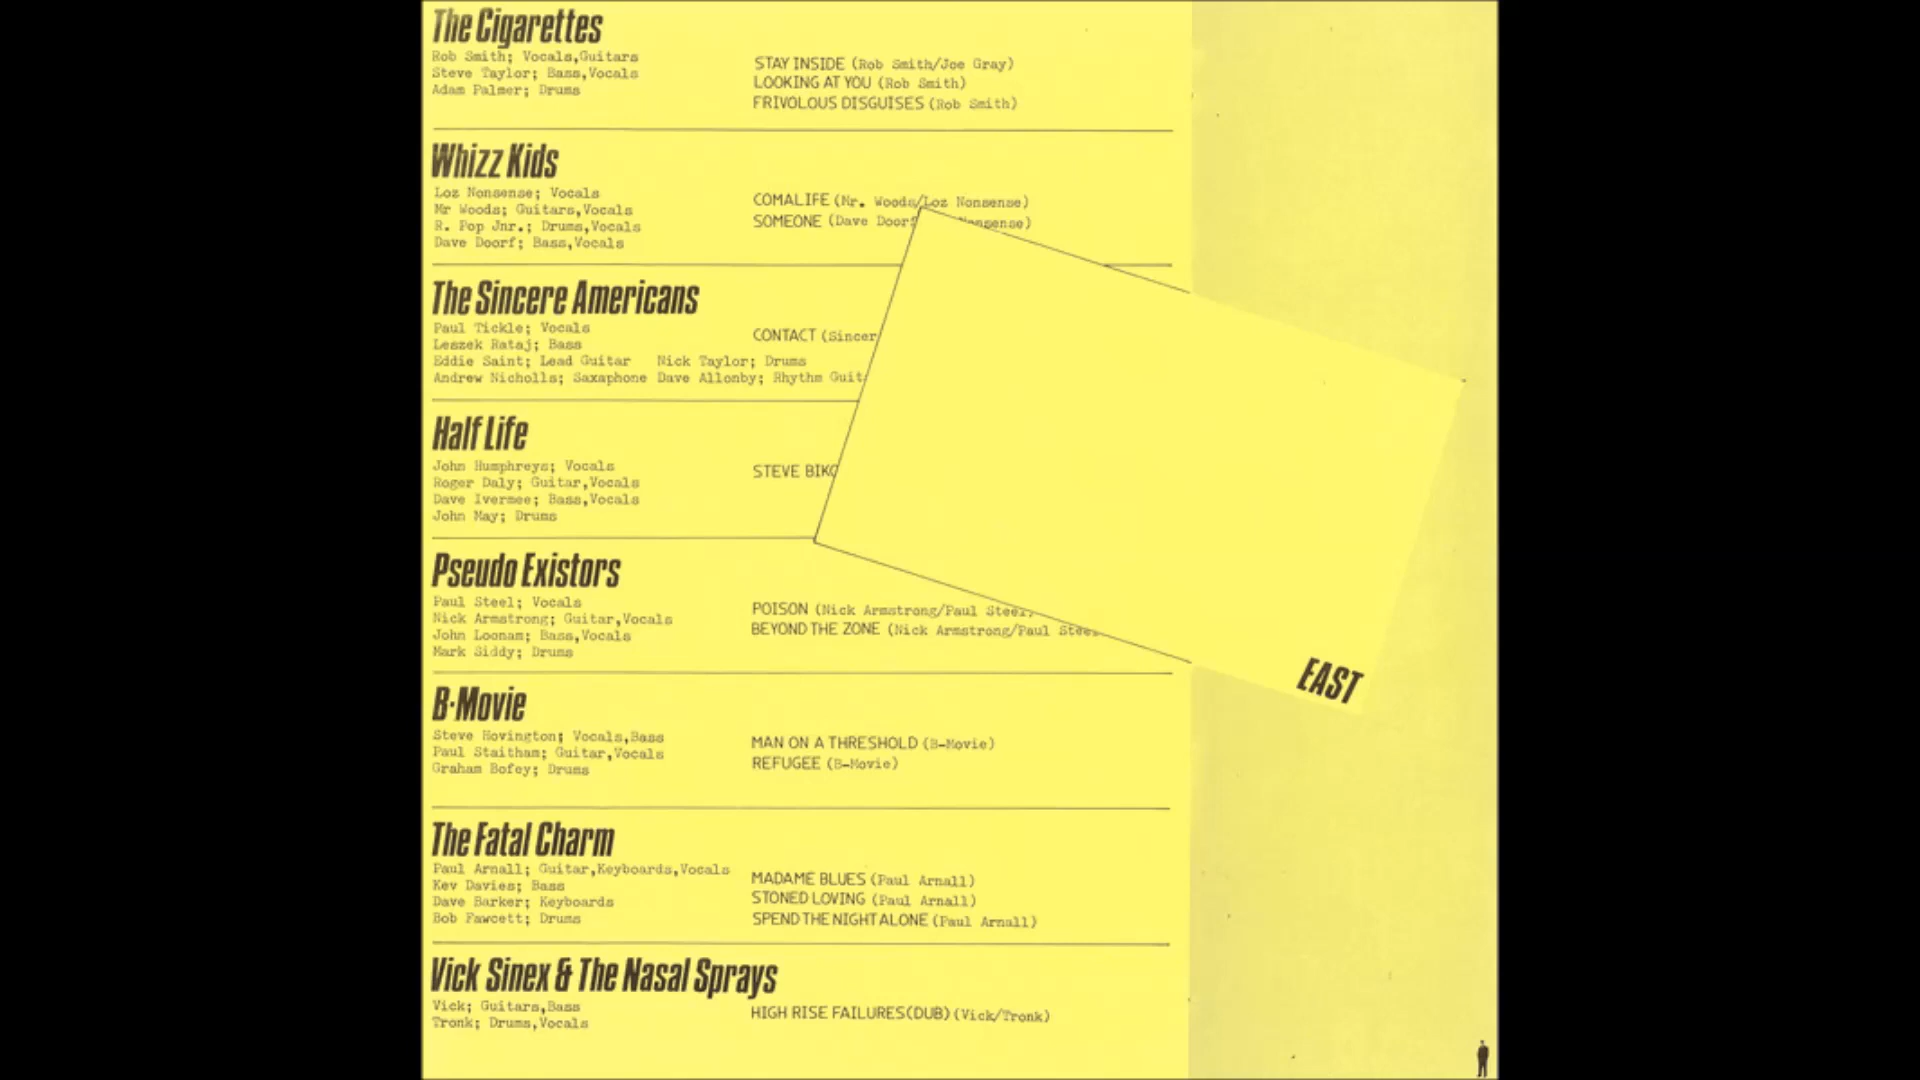 The Cigarettes
Rob Smith; Vocals,Guitars
Steve Taylor; Bass,Vocals
Adam Palmer; Drums
STAY INSIDE (Rob Smith/Joe Gray)
LOOKING AT YOU (Rob Smith)
FRIVOLOUS DISGUISES (Rob Smith)
Whizz Kids
Loz Nonsense; Vocals
Mr Woods; Guitars,Vocals
R. Pop Jnr.; Drums,Vocals
Dave Doorf; Bass,Vocals
COMALIFE (Mr. Woods/Loz Nonsense)
SOMEONE (Dave Doorf
The Sincere Americans
Paul Tickle; Vocals
Leszek Rataj; Bass
Eddie Saint; Lead Guitar Nick Taylor; Drums
Andrew Nicholls; Saxaphone Dave Allonby; Rhythm
CONTACT
Half Life
John Humphreys; Vocals
Roger Daly; Guitar,Vocals
Dave Ivermee; Bass,Vocals
John May; Drums
STEVE BIKO
Pseudo Existors
Paul Steel; Vocals
Nick Armstrong; Guitar,Vocals
John Loonam; Bass,Vocals
Mark Siddy; Drums
POISON (Nick Armstrong/Paul Steel)
BEYOND THE ZONE (Nick Armstrong/Paul Steel
B·Movie
Steve Hovington; Vocals,Bass
Paul Staitham; Guitar,Vocals
Graham Bofey; Drums
MAN ON A THRESHOLD (B-Movie)
REFUGEE (B-Movie)
EAST
The Fatal Charm
Paul Arnall; Guitar,Keyboards,Vocals
Kev Davies; Bass
Dave Barker; Keyboards
Bob Fawcett; Drums
MADAME BLUES (Paul Arnall)
STONED LOVING (Paul Arnall)
SPEND THE NIGHT ALONE (Paul Arnall)
Vick Sinex & The Nasal Sprays
Vick; Guitars,Bass
Tronk; Drums,Vocals
HIGH RISE FAILURES(DUB) (Vick/Tronk)